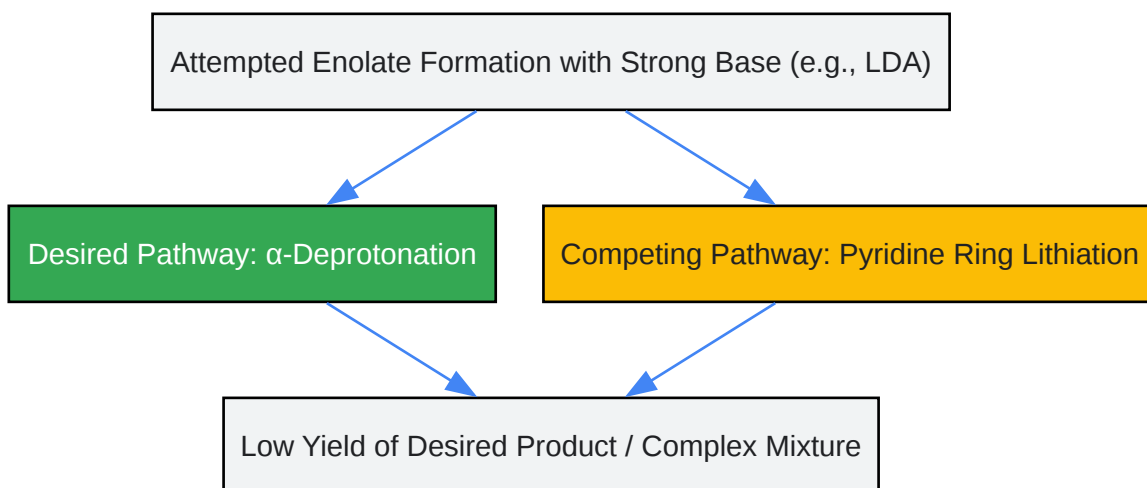 Attempted Enolate Formation with Strong Base (e.g., LDA)
Desired Pathway: α-Deprotonation
Competing Pathway: Pyridine Ring Lithiation
Low Yield of Desired Product / Complex Mixture